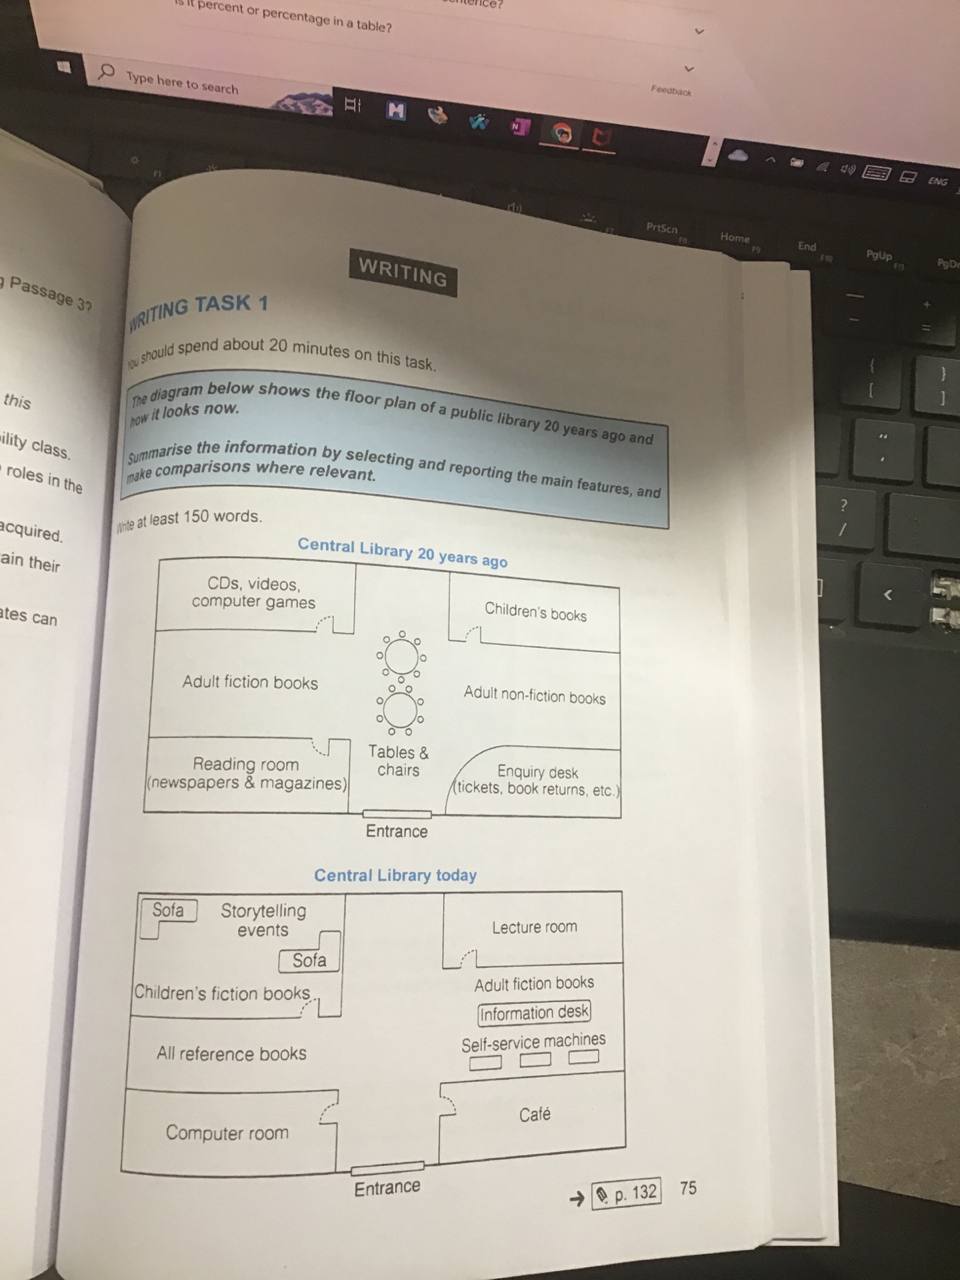 percent or percentage in a table?
Feedback
Type here to search
ENG
PrtScn
Home
End
PgUp
Passage 3?
this
ility class.
roles in the
acquired.
ain their
ates can
WRITING
WRITING TASK 1
You should spend about 20 minutes on this task.
The diagram below shows the floor plan of a public library 20 years ago and
how it looks now.
Summarise the information by selecting and reporting the main features, and
make comparisons where relevant.
Write at least 150 words.
Central Library 20 years ago
CDs, videos,
computer games
Children's books
Adult fiction books
Adult non-fiction books
Tables &
chairs
Reading room
(newspapers & magazines)
Enquiry desk
(tickets, book returns, etc.)
Entrance
Central Library today
Sofa
Storytelling
events
Sofa
Children's fiction books
Lecture room
Adult fiction books
Information desk
Self-service machines
All reference books
Computer room
Café
Entrance
p. 132
75